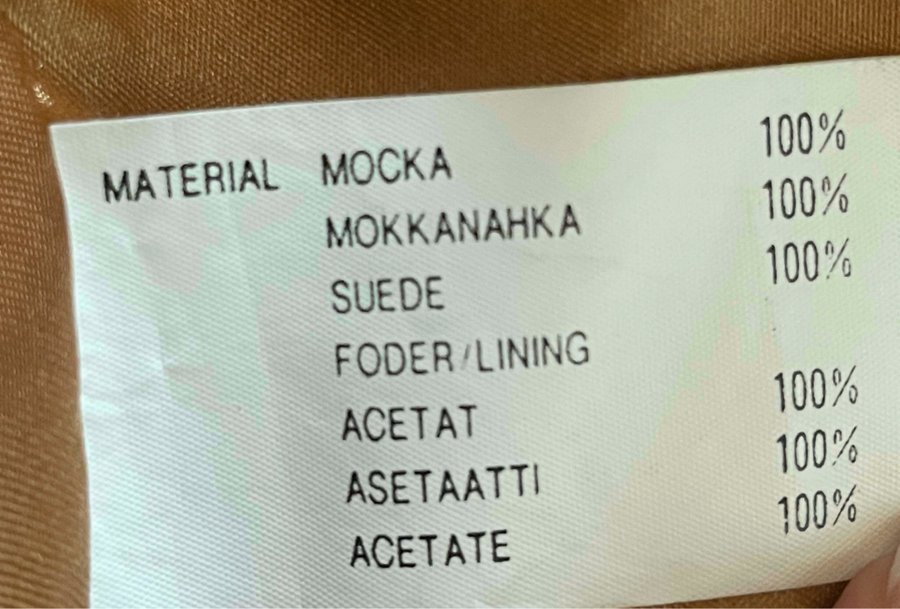 MATERIAL MOCKA 100%
MOKKANAHKA 100%
SUEDE 100%
FODER/LINING
ACETAT 100%
ASETAATTI 100%
ACETATE 100%